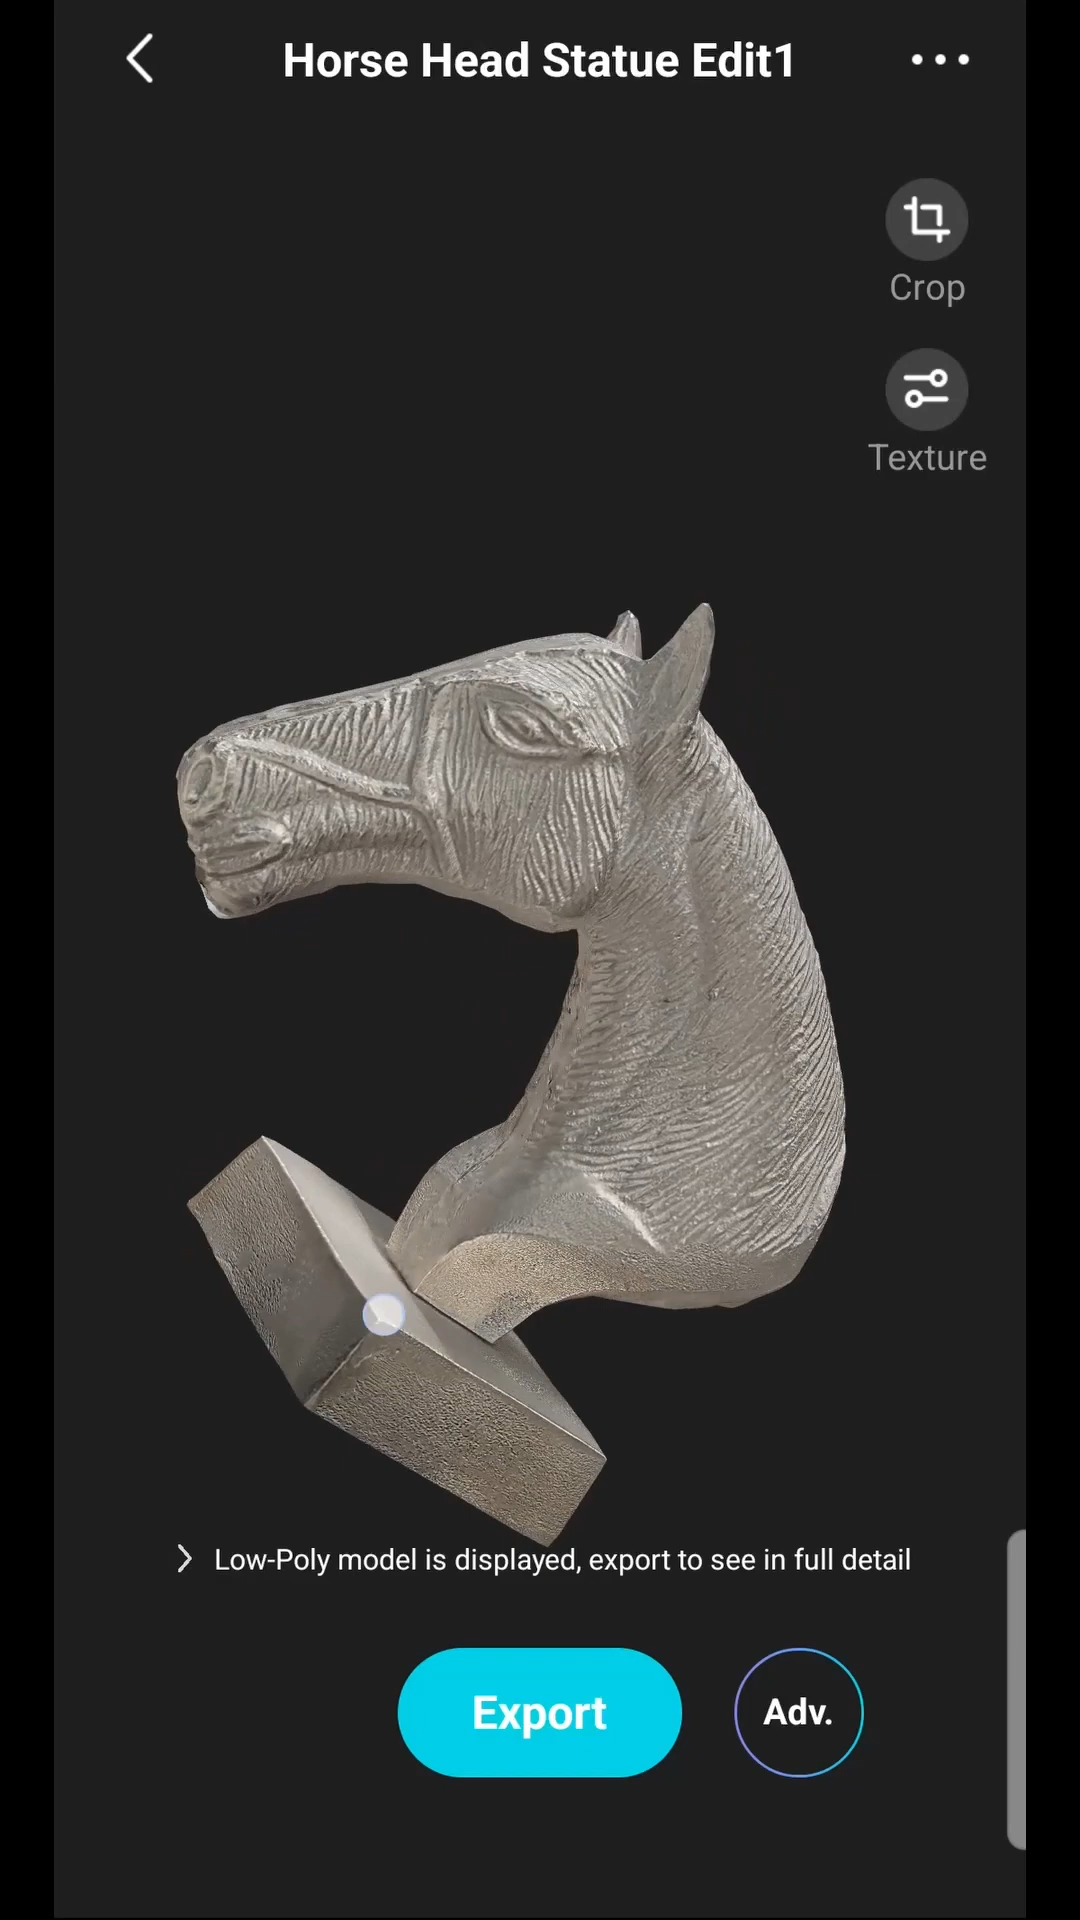 Horse Head Statue Edit1
Crop
Texture
Low-Poly model is displayed, export to see in full detail
Export
Adv.